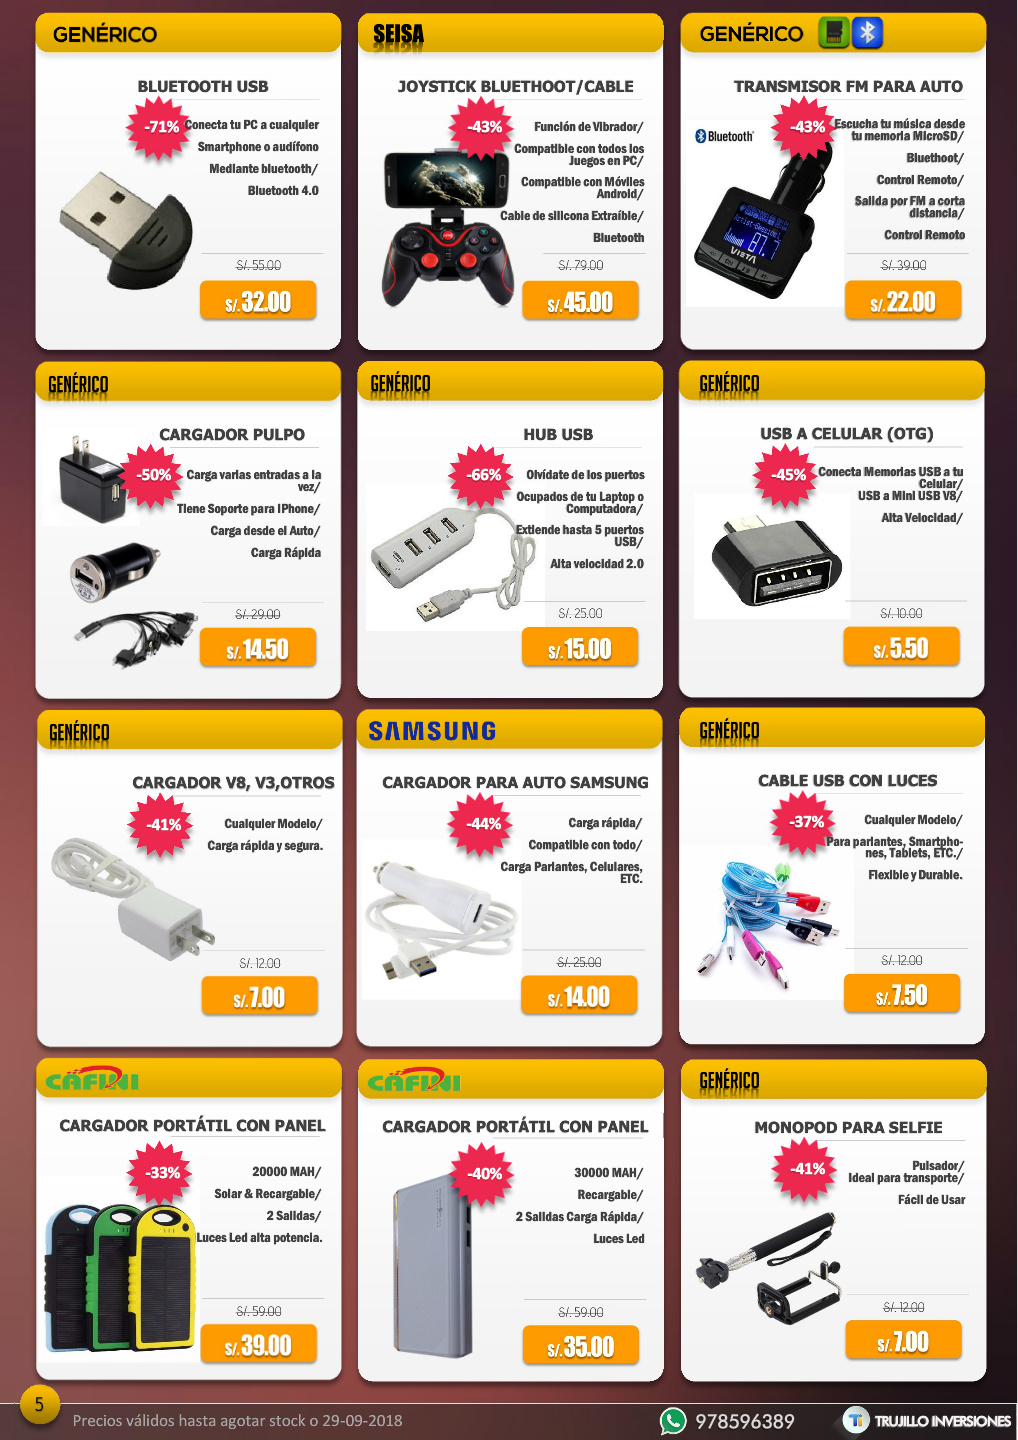 GENÉRICO
BLUETOOTH USB
-71%
Conecta tu PC a cualquier
Smartphone o audífono
Mediante bluetooth/
Bluetooth 4.0
S/. 55.00
S/. 32.00
SEISA
JOYSTICK BLUETHOOT/CABLE
-43%
Función de Vibrador/
Compatible con todos los
Juegos en PC/
Compatible con Móviles
Android/
Cable de silicona Extraíble/
Bluetooth
S/. 79.00
S/. 45.00
GENÉRICO
TRANSMISOR FM PARA AUTO
Bluetooth
-43%
Escucha tu música desde
tu memoria MicroSD/
Bluethoot/
Control Remoto/
Salida por FM a corta
distancia/
Control Remoto
VISTA
S/. 39.00
S/. 22.00
GENÉRICO
CARGADOR PULPO
-50%
Carga varias entradas a la
vez/
Tiene Soporte para IPhone/
Carga desde el Auto/
Carga Rápida
S/. 29.00
S/. 14.50
GENÉRICO
HUB USB
-66%
Olvídate de los puertos
Ocupados de tu Laptop o
Computadora/
Extiende hasta 5 puertos
USB/
Alta velocidad 2.0
S/. 25.00
S/. 15.00
GENÉRICO
USB A CELULAR (OTG)
-45%
Conecta Memorias USB a tu
Celular/
USB a Mini USB V8/
Alta Velocidad/
S/. 10.00
S/. 5.50
GENÉRICO
CARGADOR V8, V3,OTROS
-41%
Cualquier Modelo/
Carga rápida y segura.
S/. 12.00
S/. 7.00
SAMSUNG
CARGADOR PARA AUTO SAMSUNG
-44%
Carga rápida/
Compatible con todo/
Carga Parlantes, Celulares,
ETC.
S/. 25.00
S/. 14.00
GENÉRICO
CABLE USB CON LUCES
-37%
Cualquier Modelo/
Para parlantes, Smartpho-
nes, Tablets, ETC./
Flexible y Durable.
S/. 12.00
S/. 7.50
CAFINI
CARGADOR PORTÁTIL CON PANEL
-33%
20000 MAH/
Solar & Recargable/
2 Salidas/
Luces Led alta potencia.
S/. 59.00
S/. 39.00
CAFINI
CARGADOR PORTÁTIL CON PANEL
-40%
30000 MAH/
Recargable/
2 Salidas Carga Rápida/
Luces Led
S/. 59.00
S/. 35.00
GENÉRICO
MONOPOD PARA SELFIE
-41%
Pulsador/
Ideal para transporte/
Fácil de Usar
S/. 12.00
S/. 7.00
5
Precios válidos hasta agotar stock o 29-09-2018
978596389
TRUJILLO INVERSIONES